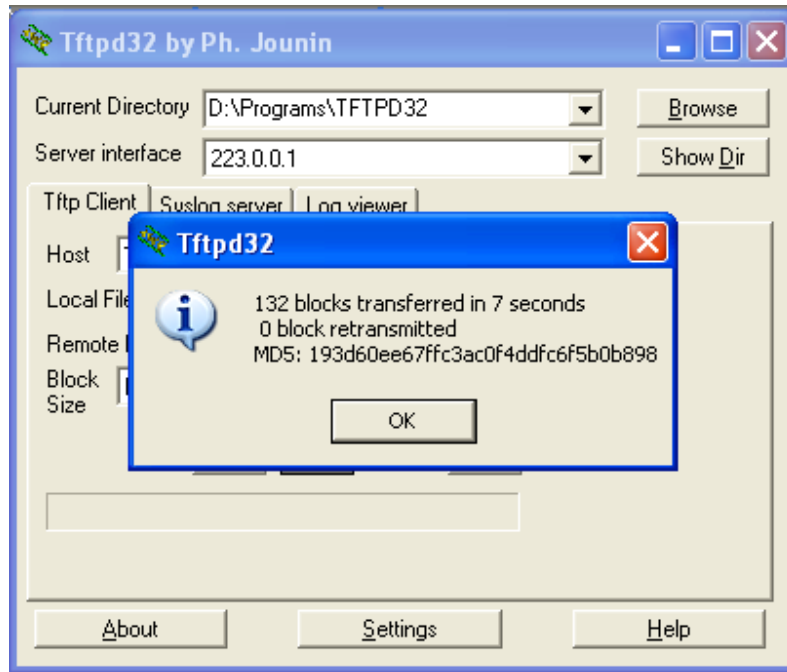 Tftpd32 by Ph. Jounin
Current Directory D:\Programs\TFTPD32 Browse
Server interface 223.0.0.1 Show Dir
Tftp Client Syslog server Log viewer
Tftpd32
Host
Local File
Remote
Block
Size
132 blocks transferred in 7 seconds
0 block retransmitted
MD5: 193d60ee67ffc3ac0f4ddfc6f5b0b898
OK
About Settings Help